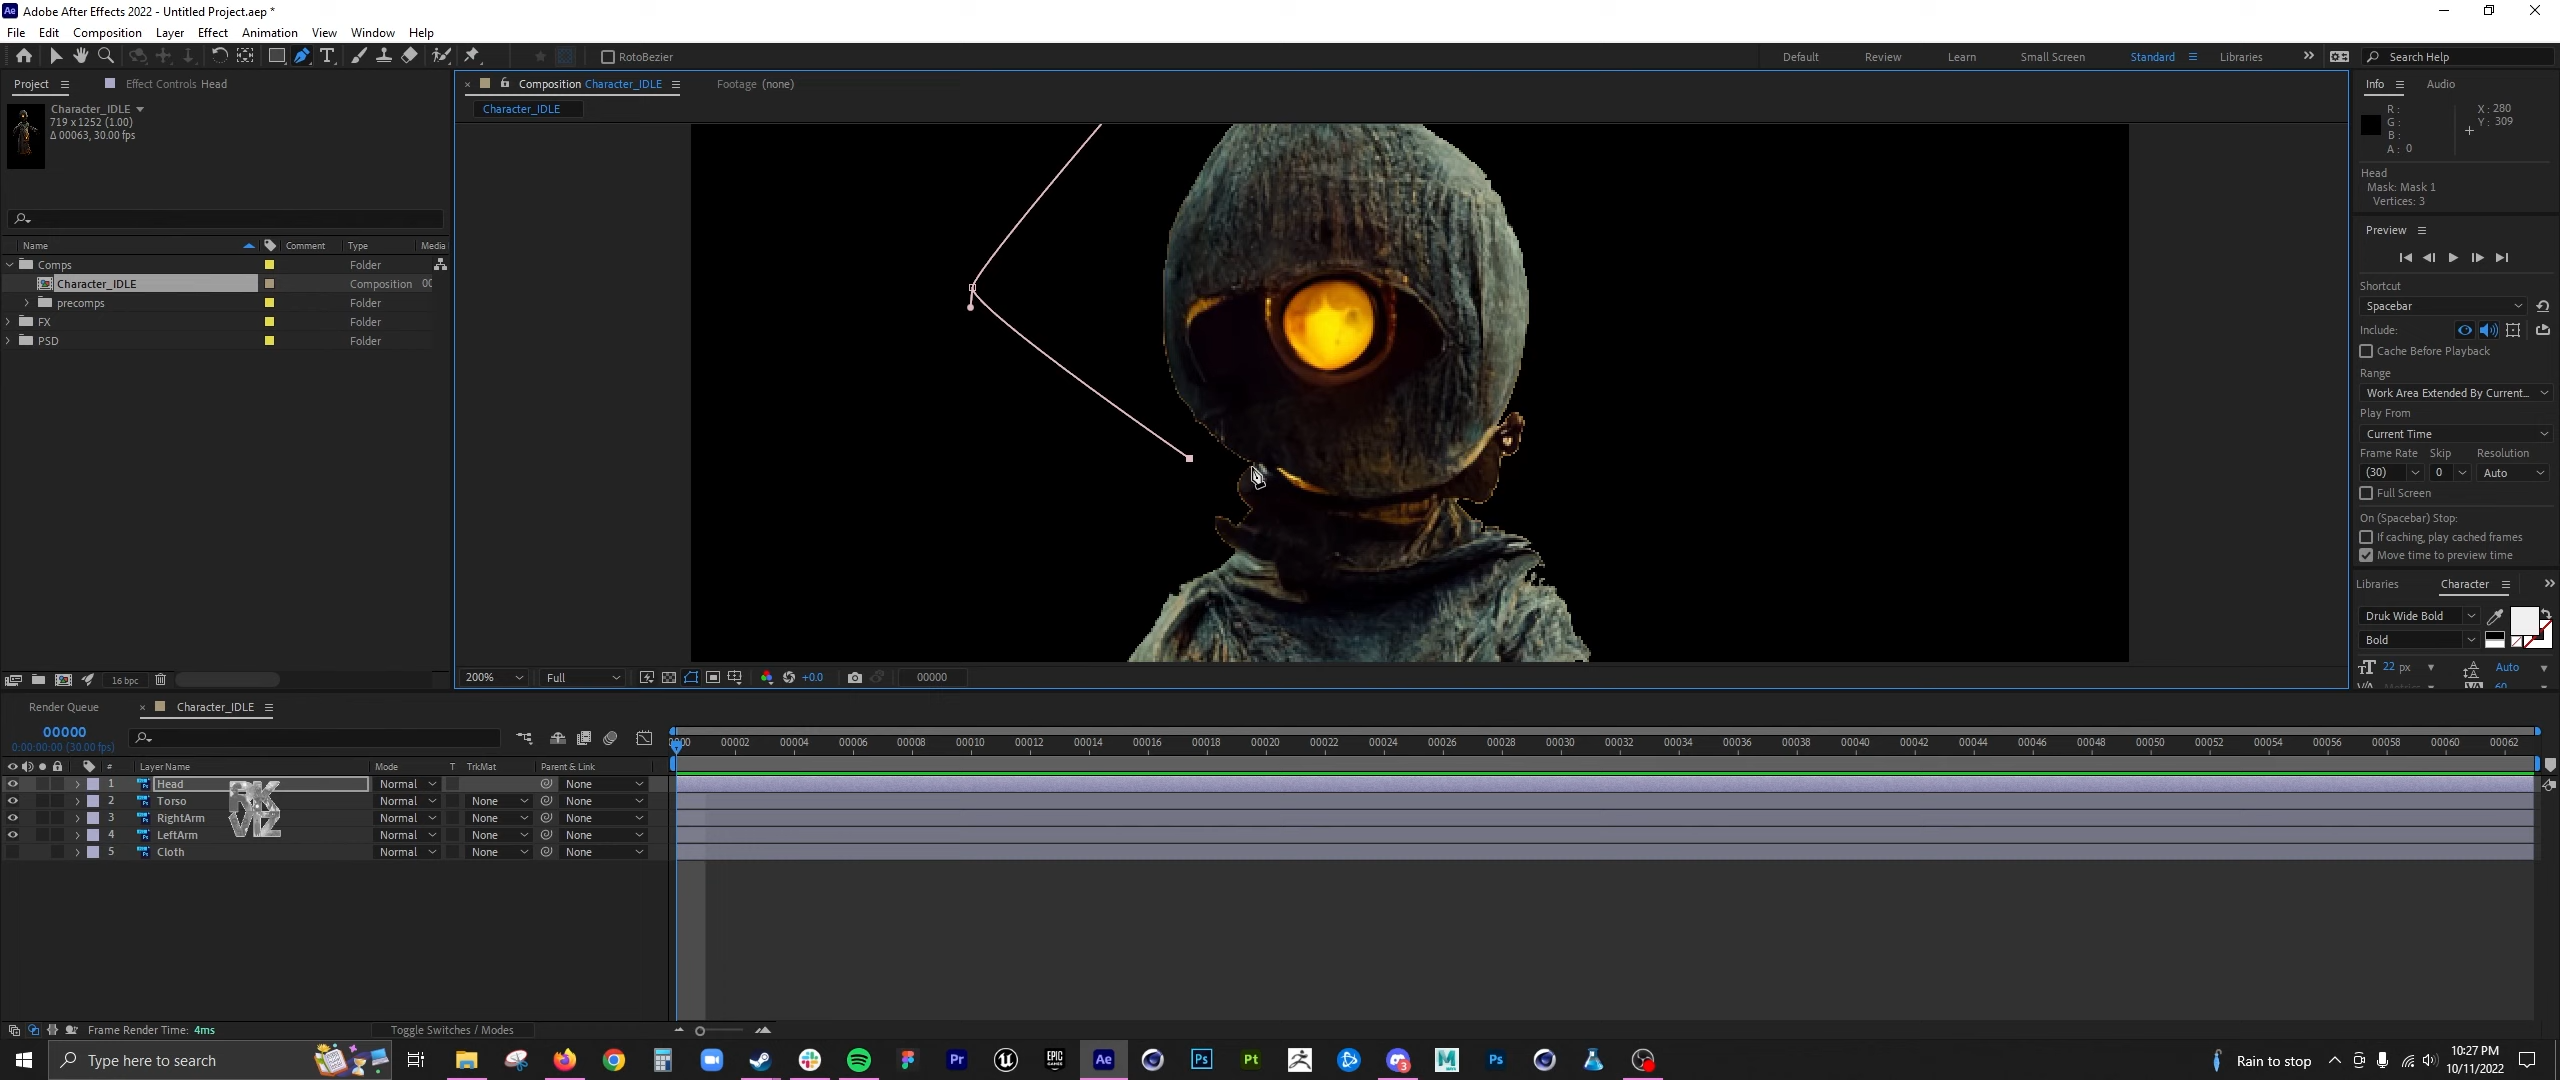 Adobe After Effects 2022 - Untitled Project.aep *
File Edit Composition Layer Effect Animation View Window Help
RotoBezier
Default Review Learn Small Screen Standard Libraries Search Help
Project Effect Controls Head
Character_IDLE
719 x 1252 (1.00)
Δ 00063, 30.00 fps
Name Comment Type Media
Comps Folder
Character_IDLE Composition 00
precomps Folder
FX Folder
PSD Folder
16 bpc
Composition Character_IDLE Footage (none)
Character_IDLE
200% Full +0.0 00000
Info Audio
R: X: 280
G: Y: 309
B:
A: 0
Head
Mask: Mask 1
Vertices: 3
Preview
Shortcut
Spacebar
Include:
Cache Before Playback
Range
Work Area Extended By Current...
Play From
Current Time
Frame Rate Skip Resolution
(30) 0 Auto
Full Screen
On (Spacebar) Stop:
If caching, play cached frames
Move time to preview time
Libraries Character
Druk Wide Bold
Bold
22 px Auto
Render Queue Character_IDLE
00000
0:00:00:00 (30.00 fps)
00002 00004 00006 00008 00010 00012 00014 00016 00018 00020 00022 00024 00026 00028 00030 00032 00034 00036 00038 00040 00042 00044 00046 00048 00050 00052 00054 00056 00058 00060 00062
# Layer Name Mode T TrkMat Parent & Link
1 Head Normal None
2 Torso Normal None None
3 RightArm Normal None None
4 LeftArm Normal None None
5 Cloth Normal None None
Frame Render Time: 4ms Toggle Switches / Modes
Type here to search
Rain to stop
10:27 PM
10/11/2022